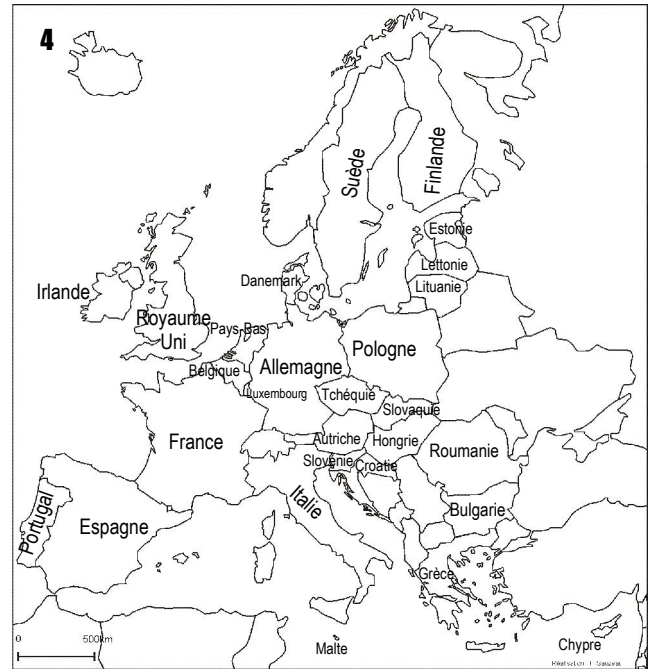 4
Suède
Finlande
Estonie
Lettonie
Lituanie
Danemark
Irlande
Royaume
Uni
Pays-Bas
Pologne
Allemagne
Belgique
Luxembourg
Tchéquie
Slovaquie
France
Autriche
Hongrie
Roumanie
Slovénie
Croatie
Italie
Portugal
Espagne
Bulgarie
Grèce
Malte
Chypre
0 500km